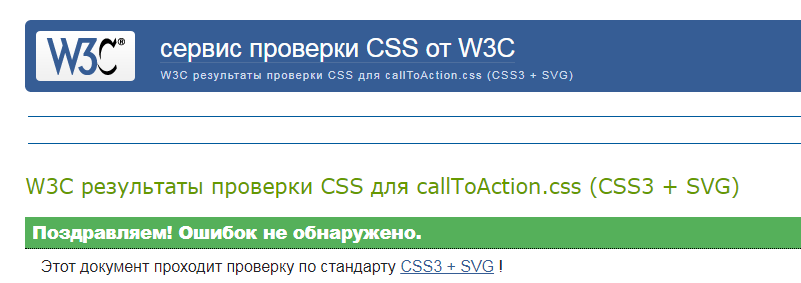 W3C®
сервис проверки CSS от W3C
W3C результаты проверки CSS для callToAction.css (CSS3 + SVG)
W3C результаты проверки CSS для callToAction.css (CSS3 + SVG)
Поздравляем! Ошибок не обнаружено.
Этот документ проходит проверку по стандарту CSS3 + SVG !